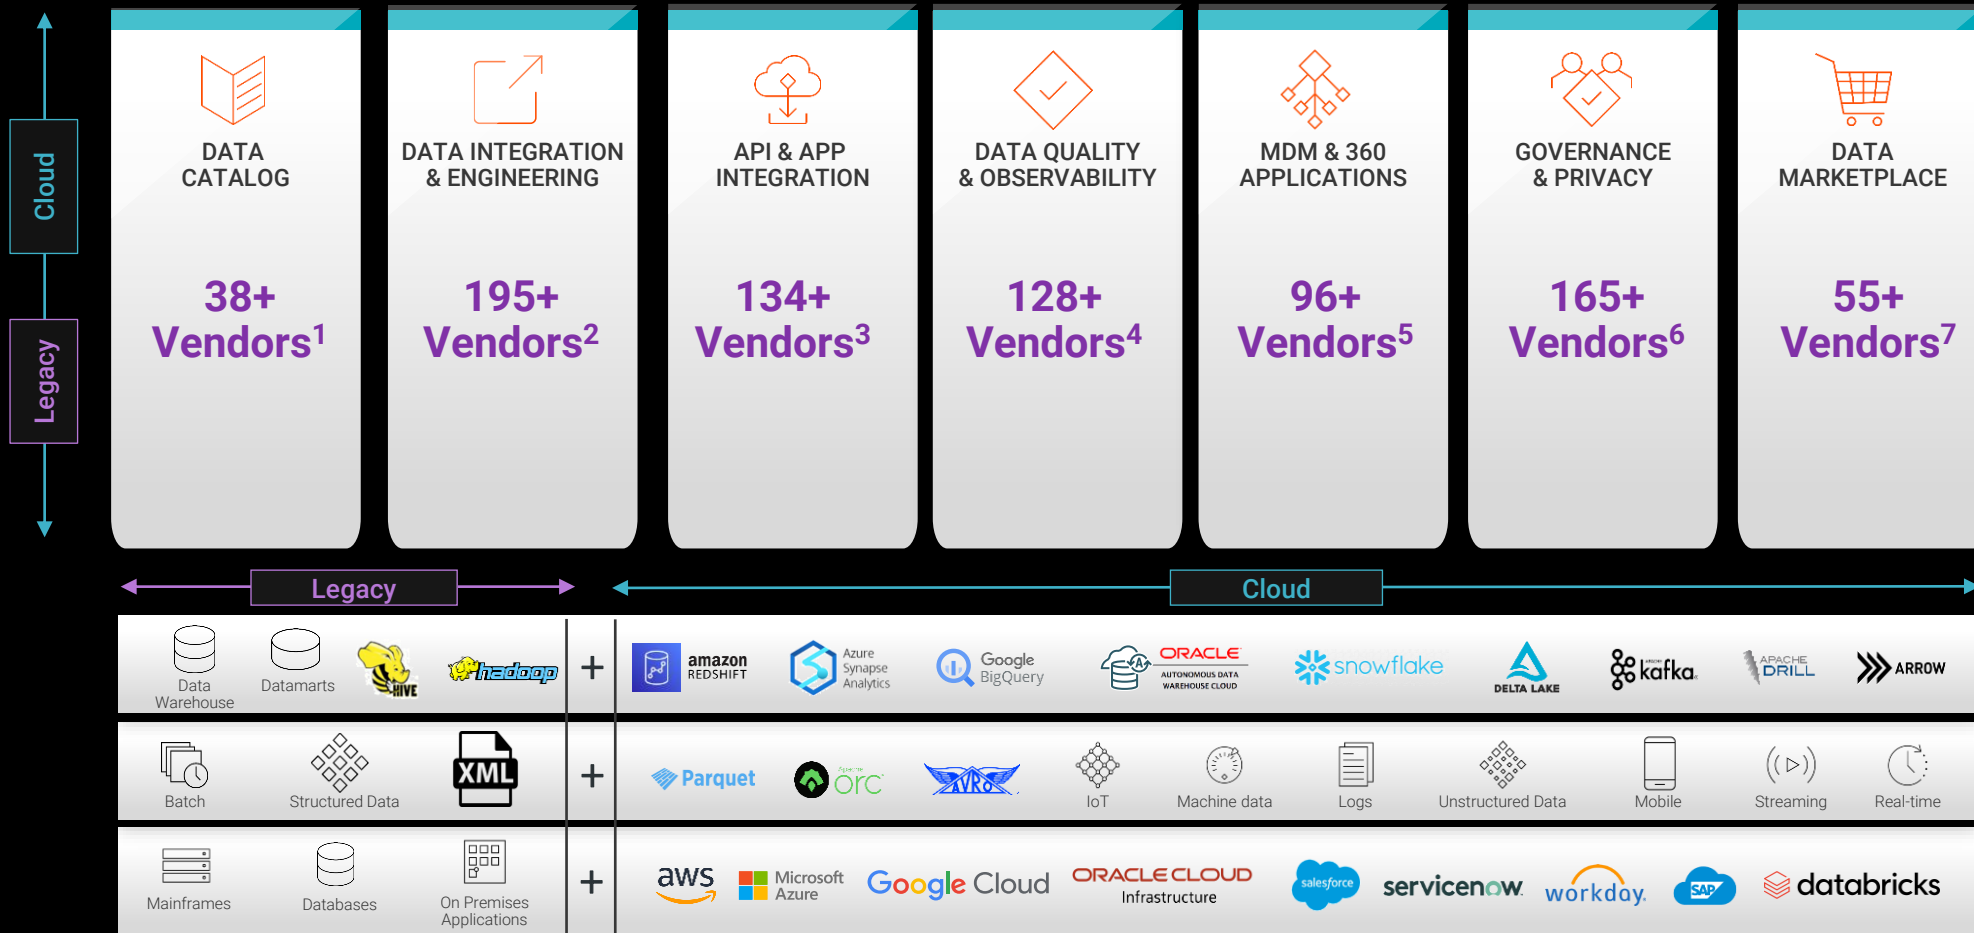 Cloud
Legacy
DATA
CATALOG
38+
Vendors¹
DATA INTEGRATION
& ENGINEERING
195+
Vendors²
API & APP
INTEGRATION
134+
Vendors³
DATA QUALITY
& OBSERVABILITY
128+
Vendors⁴
MDM & 360
APPLICATIONS
96+
Vendors⁵
GOVERNANCE
& PRIVACY
165+
Vendors⁶
DATA
MARKETPLACE
55+
Vendors⁷
Legacy
Cloud
Data
Warehouse
Datamarts
HIVE
hadoop
+
amazon
REDSHIFT
Azure
Synapse
Analytics
Google
BigQuery
A
ORACLE
AUTONOMOUS DATA
WAREHOUSE CLOUD
snowflake
DELTA LAKE
APACHE
kafka
APACHE
DRILL
ARROW
Batch
Structured Data
XML
+
Parquet
Apache
orc
AVRO
IoT
Machine data
Logs
Unstructured Data
Mobile
Streaming
Real-time
Mainframes
Databases
On Premises
Applications
+
aws
Microsoft
Azure
Google Cloud
ORACLE CLOUD
Infrastructure
salesforce
servicenow
workday
SAP
databricks